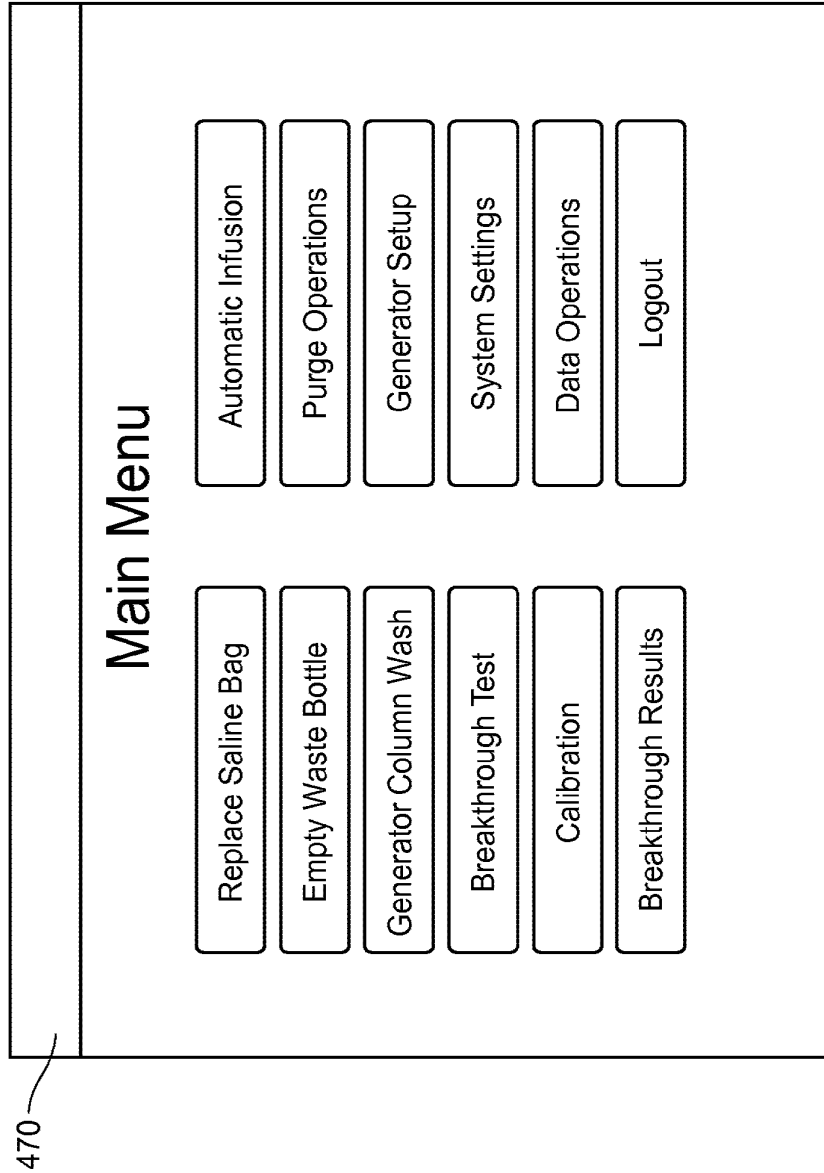 470
Main Menu
Replace Saline Bag
Automatic Infusion
Empty Waste Bottle
Purge Operations
Generator Column Wash
Generator Setup
Breakthrough Test
System Settings
Calibration
Data Operations
Breakthrough Results
Logout